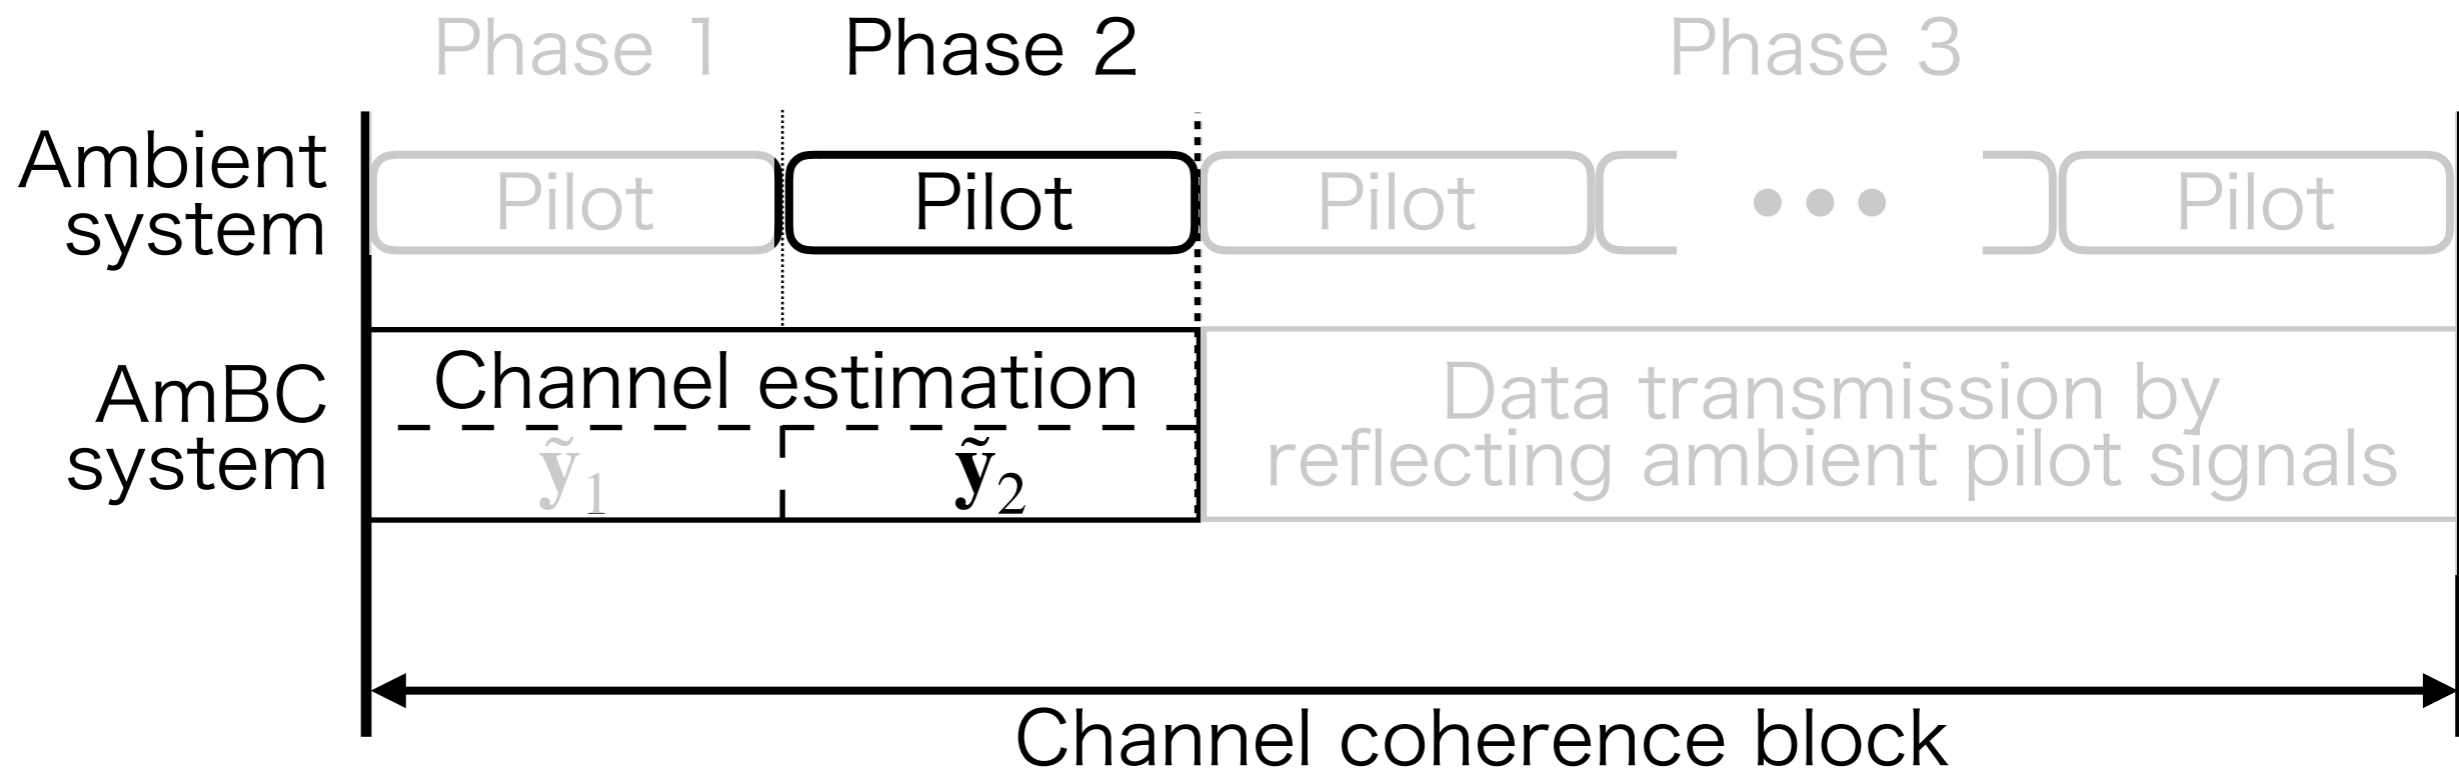 Phase 1 Phase 2 Phase 3
Ambient
system
Pilot Pilot Pilot ••• Pilot
AmBC
system
Channel estimation
ỹ₁ ỹ₂
Data transmission by
reflecting ambient pilot signals
Channel coherence block